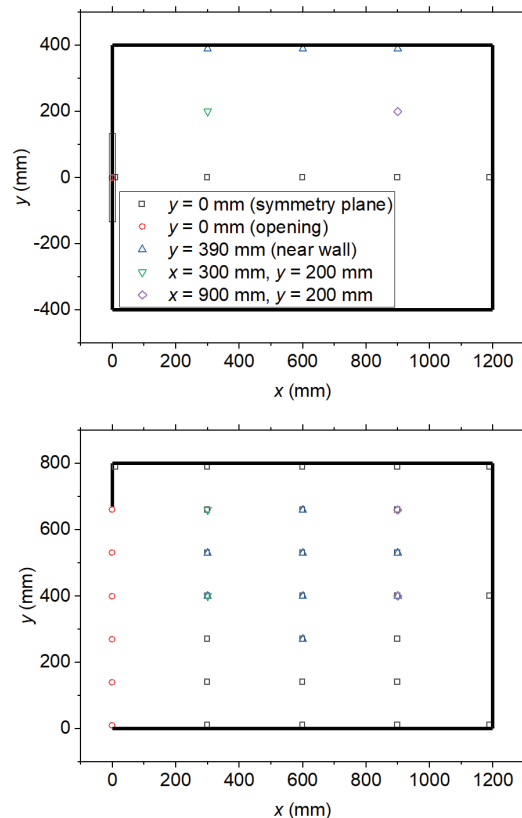 400
200
0
-200
-400
y (mm)
y = 0 mm (symmetry plane)
y = 0 mm (opening)
y = 390 mm (near wall)
x = 300 mm, y = 200 mm
x = 900 mm, y = 200 mm
0 200 400 600 800 1000 1200
x (mm)
800
600
400
200
0
y (mm)
0 200 400 600 800 1000 1200
x (mm)